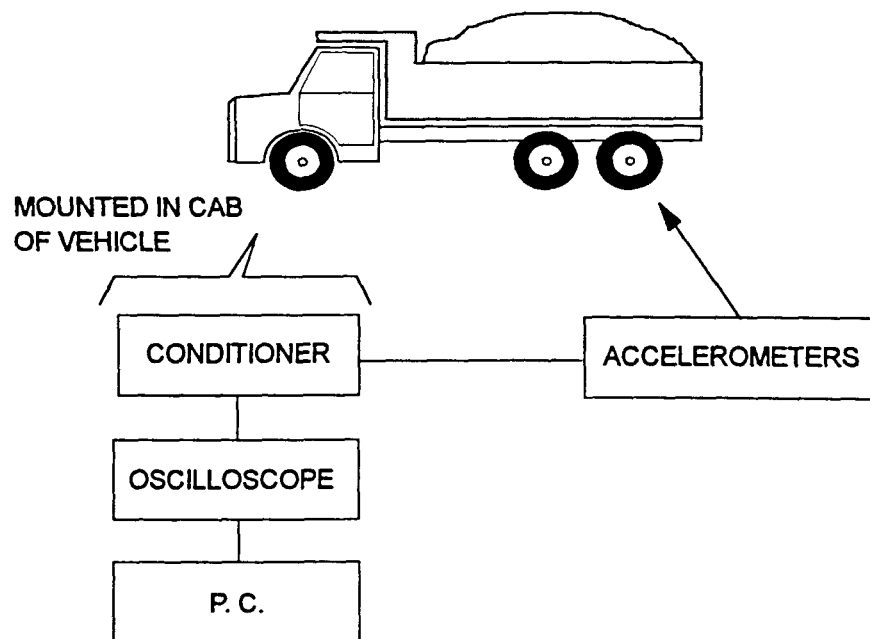 MOUNTED IN CAB
OF VEHICLE
CONDITIONER
ACCELEROMETERS
OSCILLOSCOPE
P. C.